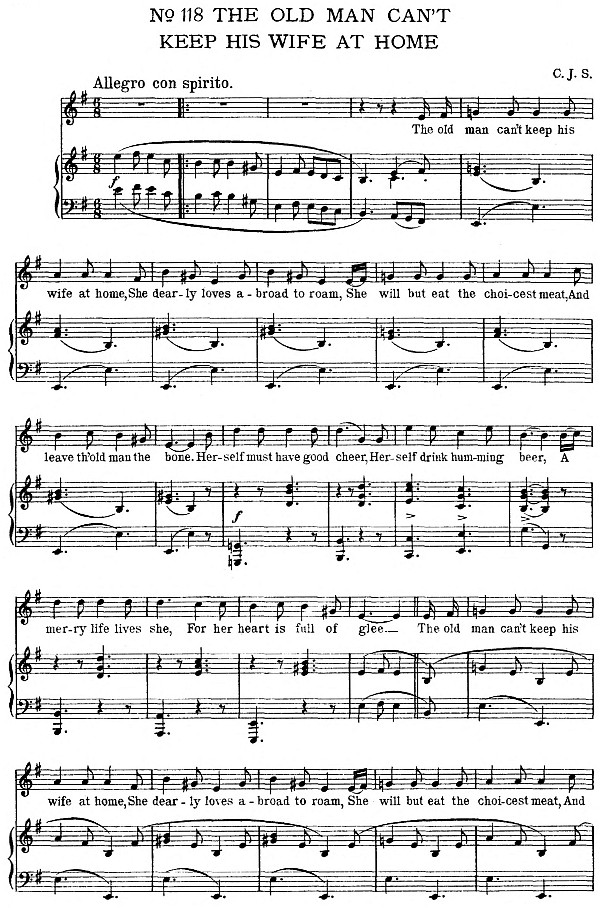 No 118 THE OLD MAN CAN'T
KEEP HIS WIFE AT HOME
C. J. S.
Allegro con spirito.
The old man can't keep his
f
wife at home, She dear-ly loves a-broad to roam, She will but eat the choi-cest meat, And
leave th'old man the bone. Her-self must have good cheer, Her-self drink hum-ming beer, A
f
mer-ry life lives she, For her heart is full of glee.— The old man can't keep his
wife at home, She dear-ly loves a-broad to roam, She will but eat the choi-cest meat, And